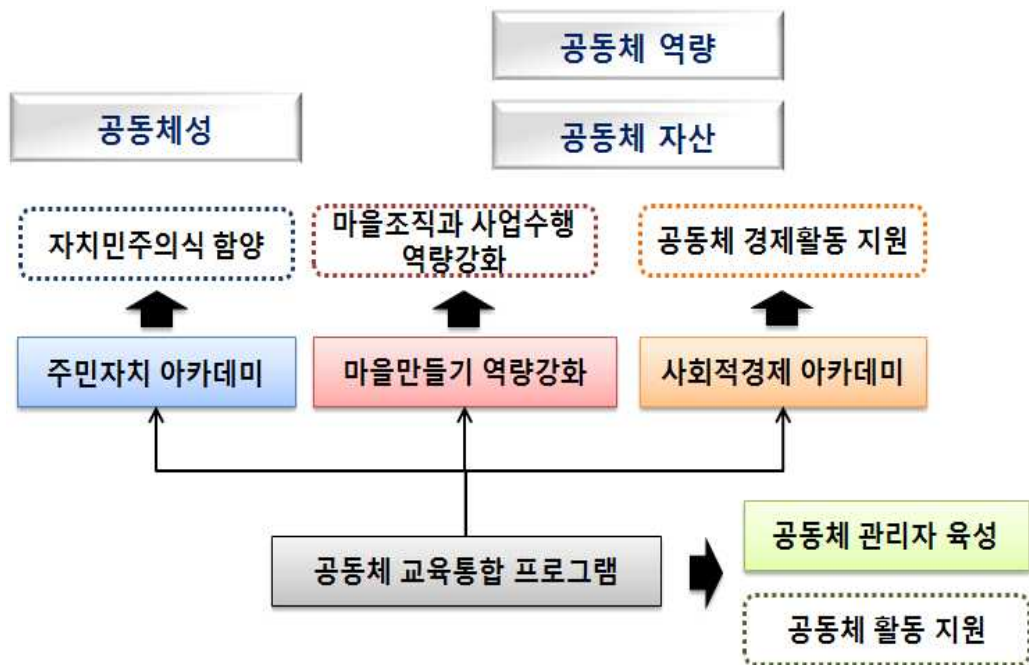 공동체 역량
공동체성
공동체 자산
자치민주의식 함양
마을조직과 사업수행
역량강화
공동체 경제활동 지원
주민자치 아카데미
마을만들기 역량강화
사회적경제 아카데미
공동체 교육통합 프로그램
공동체 관리자 육성
공동체 활동 지원